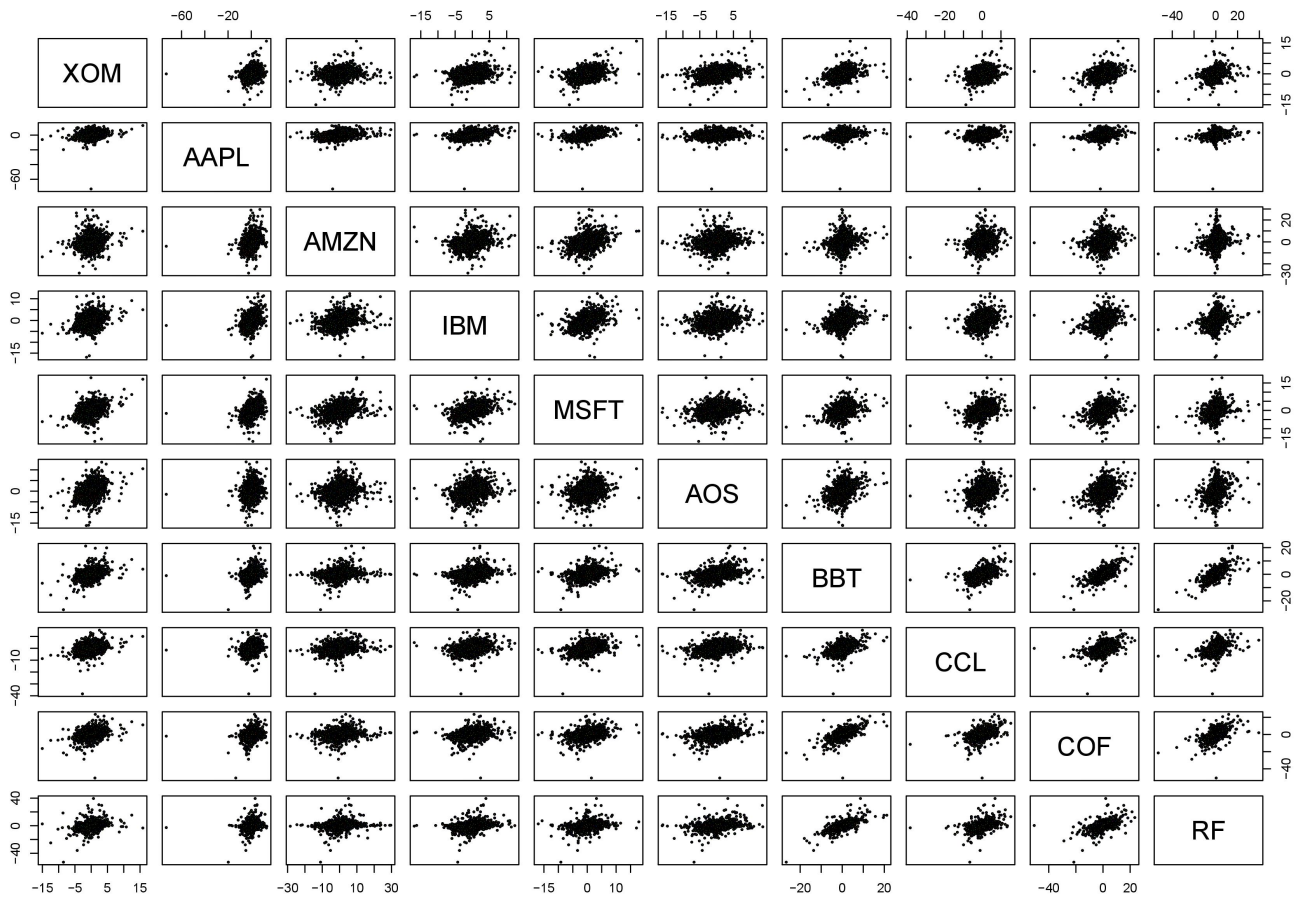 −60 −20 −15 −5 5 −15 −5 5 −40 0 −40 0 20
XOM −15 0 15
0 −60 AAPL
AMZN −30 0 20
−15 0 10 IBM
MSFT −15 0 15
−15 0 AOS
BBT −20 0 20
−40 −10 CCL
COF −40 0
−40 0 40 RF
−15 −5 5 15 −30 −10 10 30 0 10 −20 0 20 −40 0 20